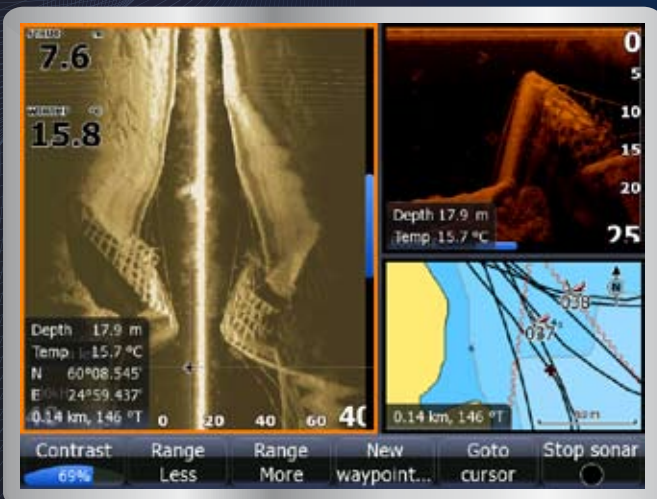 7.6
15.8
Depth 17.9 m
Temp 15.7 °C
N 60°08.545'
E 24°59.437'
0.14 km, 146 °T
0 20 40 60 40
0
5
10
15
20
25
Depth 17.9 m
Temp 15.7 °C
N
038
037
0.14 km, 146 °T
Contrast
69%
Range
Less
Range
More
New
waypoint...
Goto
cursor
Stop sonar